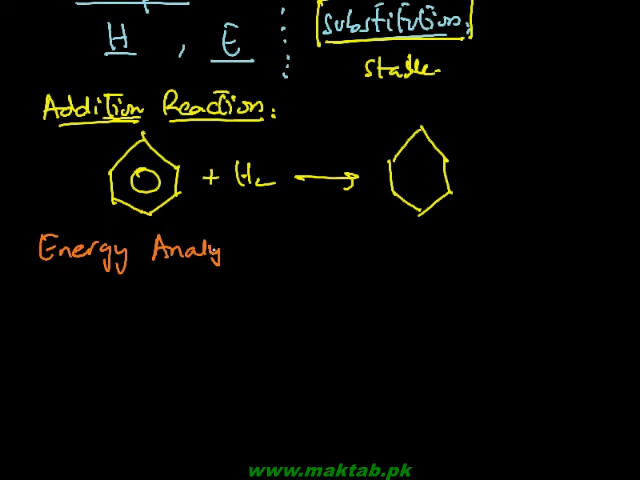 Substitution:
H , E
stable
Addition Reaction:
+ H2
Energy Analy
www.maktab.pk